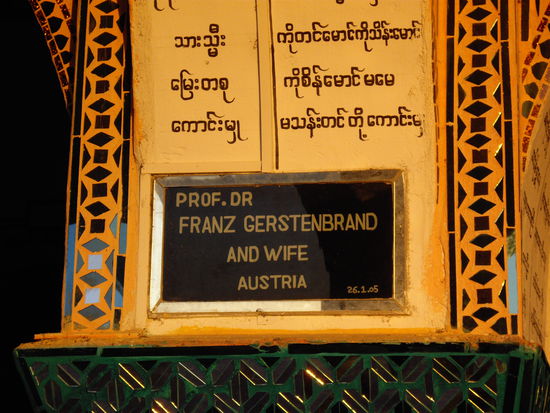 သားသ္မီး
မြေးတစု
ကောင်းမှု
ကိုတင်မောင်ကိုသိန်းမောင်
ကိုစိန်မောင် မမေ
မသန်းတင် တို့ ကောင်းမှု
PROF.DR
FRANZ GERSTENBRAND
AND WIFE
AUSTRIA
26.1.05